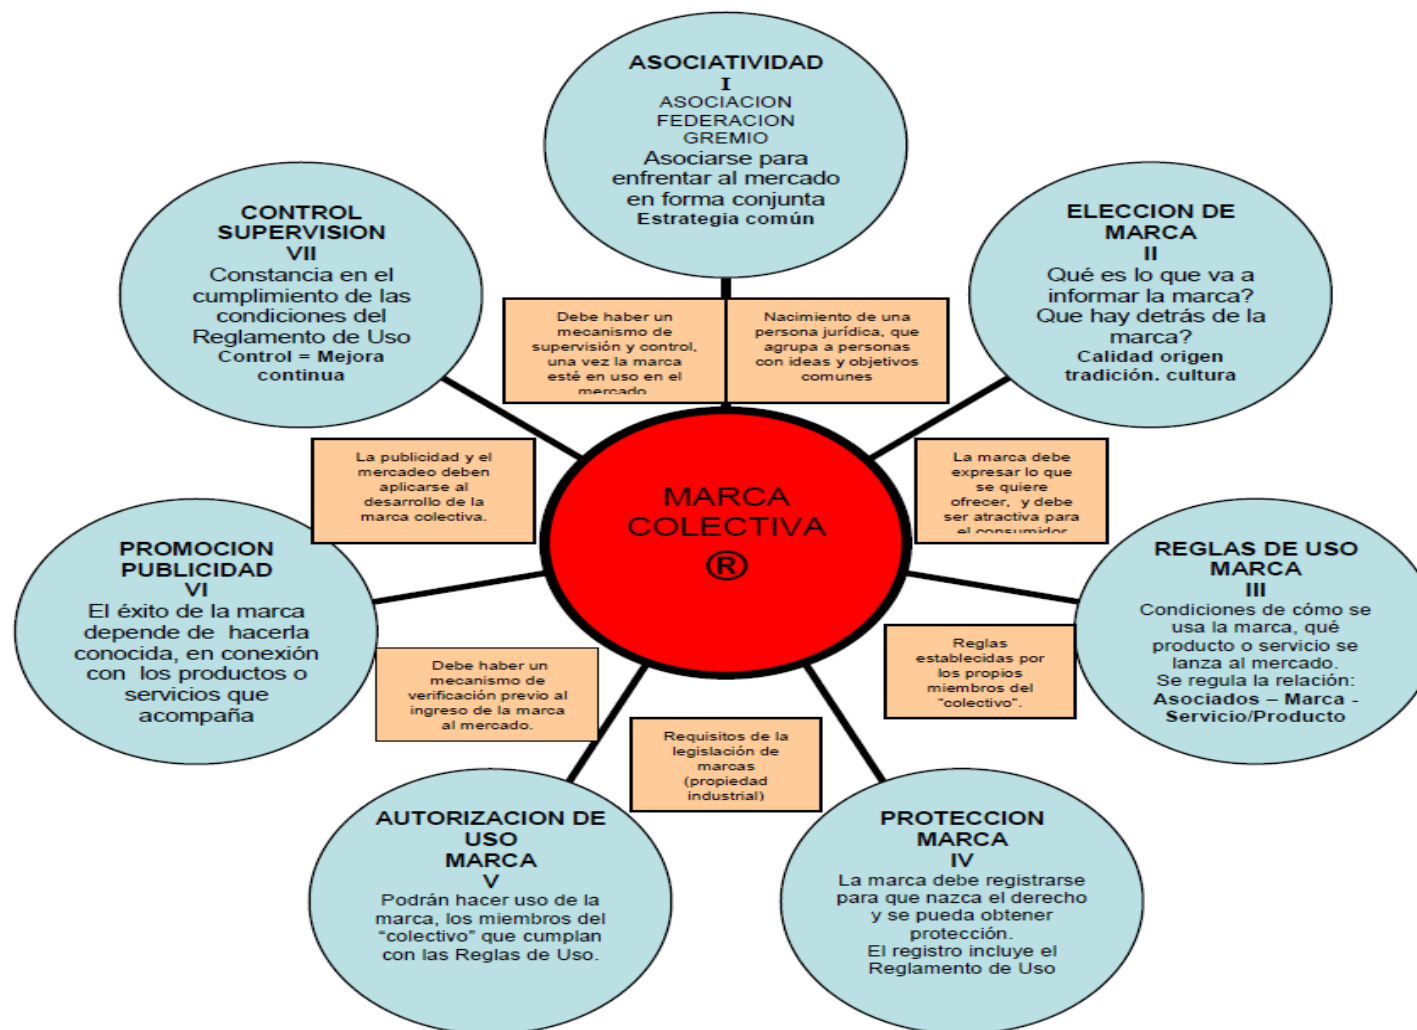 ASOCIATIVIDAD
I
ASOCIACION
FEDERACION
GREMIO
Asociarse para
enfrentar al mercado
en forma conjunta
Estrategia común
CONTROL
SUPERVISION
VII
Constancia en el
cumplimiento de las
condiciones del
Reglamento de Uso
Control = Mejora
continua
ELECCION DE
MARCA
II
Qué es lo que va a
informar la marca?
Que hay detrás de la
marca?
Calidad origen
tradición. cultura
Debe haber un
mecanismo de
supervisión y control,
una vez la marca
esté en uso en el
mercado
Nacimiento de una
persona jurídica, que
agrupa a personas
con ideas y objetivos
comunes
La publicidad y el
mercadeo deben
aplicarse al
desarrollo de la
marca colectiva.
MARCA
COLECTIVA
®
La marca debe
expresar lo que
se quiere
ofrecer, y debe
ser atractiva para
el consumidor
PROMOCION
PUBLICIDAD
VI
El éxito de la marca
depende de hacerla
conocida, en conexión
con los productos o
servicios que
acompaña
REGLAS DE USO
MARCA
III
Condiciones de cómo se
usa la marca, qué
producto o servicio se
lanza al mercado.
Se regula la relación:
Asociados – Marca -
Servicio/Producto
Debe haber un
mecanismo de
verificación previo al
ingreso de la marca
al mercado.
Reglas
establecidas por
los propios
miembros del
"colectivo".
Requisitos de la
legislación de
marcas
(propiedad
industrial)
AUTORIZACION DE
USO
MARCA
V
Podrán hacer uso de la
marca, los miembros del
"colectivo" que cumplan
con las Reglas de Uso.
PROTECCION
MARCA
IV
La marca debe registrarse
para que nazca el derecho
y se pueda obtener
protección.
El registro incluye el
Reglamento de Uso